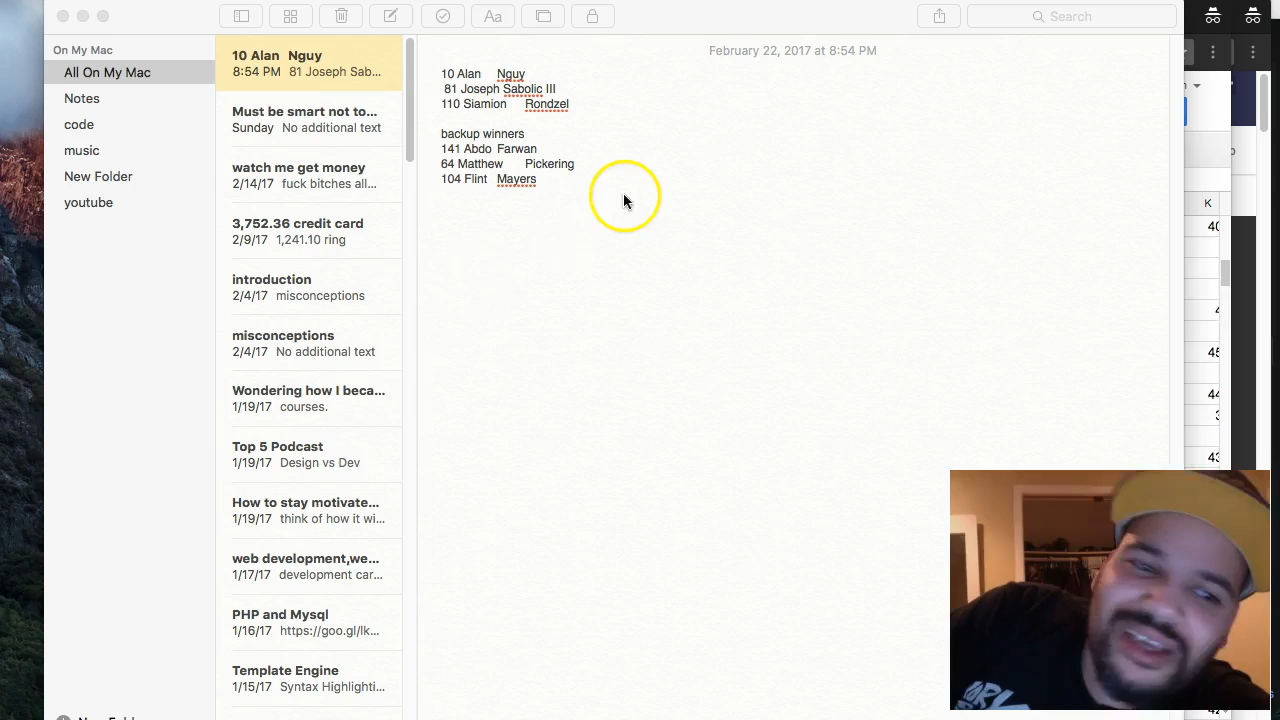 Aa
Search
On My Mac
All On My Mac
Notes
code
music
New Folder
youtube
10 Alan Nguy
8:54 PM 81 Joseph Sab...
Must be smart not to...
Sunday No additional text
watch me get money
2/14/17 fuck bitches all...
3,752.36 credit card
2/9/17 1,241.10 ring
introduction
2/4/17 misconceptions
misconceptions
2/4/17 No additional text
Wondering how I beca...
1/19/17 courses.
Top 5 Podcast
1/19/17 Design vs Dev
How to stay motivate...
1/19/17 think of how it wi...
web development,we...
1/17/17 development car...
PHP and Mysql
1/16/17 https://goo.gl/lk...
Template Engine
1/15/17 Syntax Highlighti...
February 22, 2017 at 8:54 PM
10 Alan Nguy
81 Joseph Sabolic III
110 Siamion Rondzel
backup winners
141 Abdo Farwan
64 Matthew Pickering
104 Flint Mayers
K
40
4
45
44
3
43